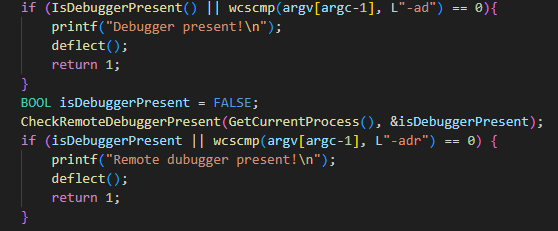 if (IsDebuggerPresent() || wcscmp(argv[argc-1], L"-ad") == 0){
printf("Debugger present!\n");
deflect();
return 1;
}
BOOL isDebuggerPresent = FALSE;
CheckRemoteDebuggerPresent(GetCurrentProcess(), &isDebuggerPresent);
if (isDebuggerPresent || wcscmp(argv[argc-1], L"-adr") == 0) {
printf("Remote dubugger present!\n");
deflect();
return 1;
}